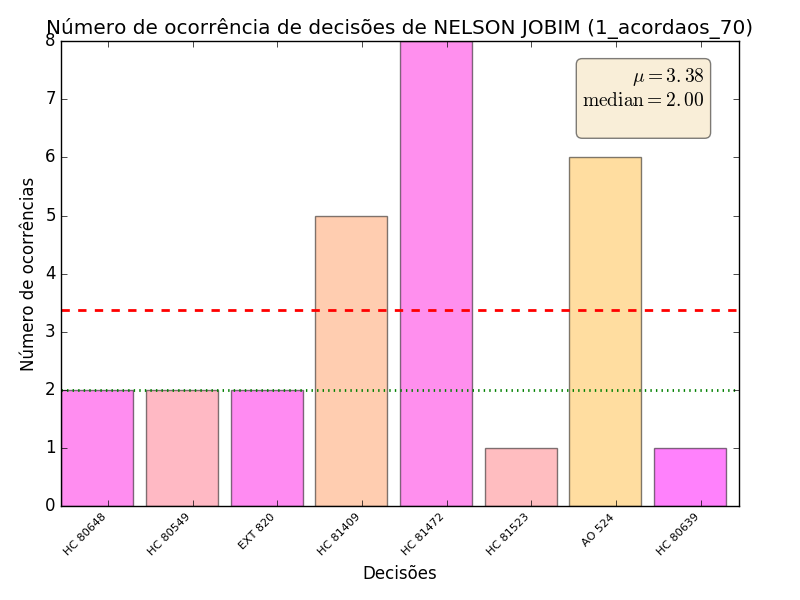 Número de ocorrência de decisões de NELSON JOBIM (1_acordaos_70)
μ = 3.38
median = 2.00
Número de ocorrências
8
7
6
5
4
3
2
1
0
HC 80648
HC 80549
EXT 820
HC 81409
HC 81472
HC 81523
AO 524
HC 80639
Decisões